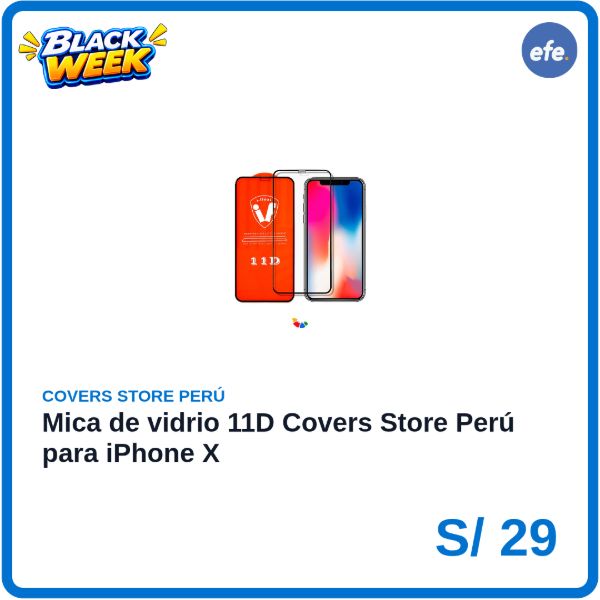 BLACK
WEEK
efe.
11D
COVERS STORE PERÚ
Mica de vidrio 11D Covers Store Perú
para iPhone X
S/ 29